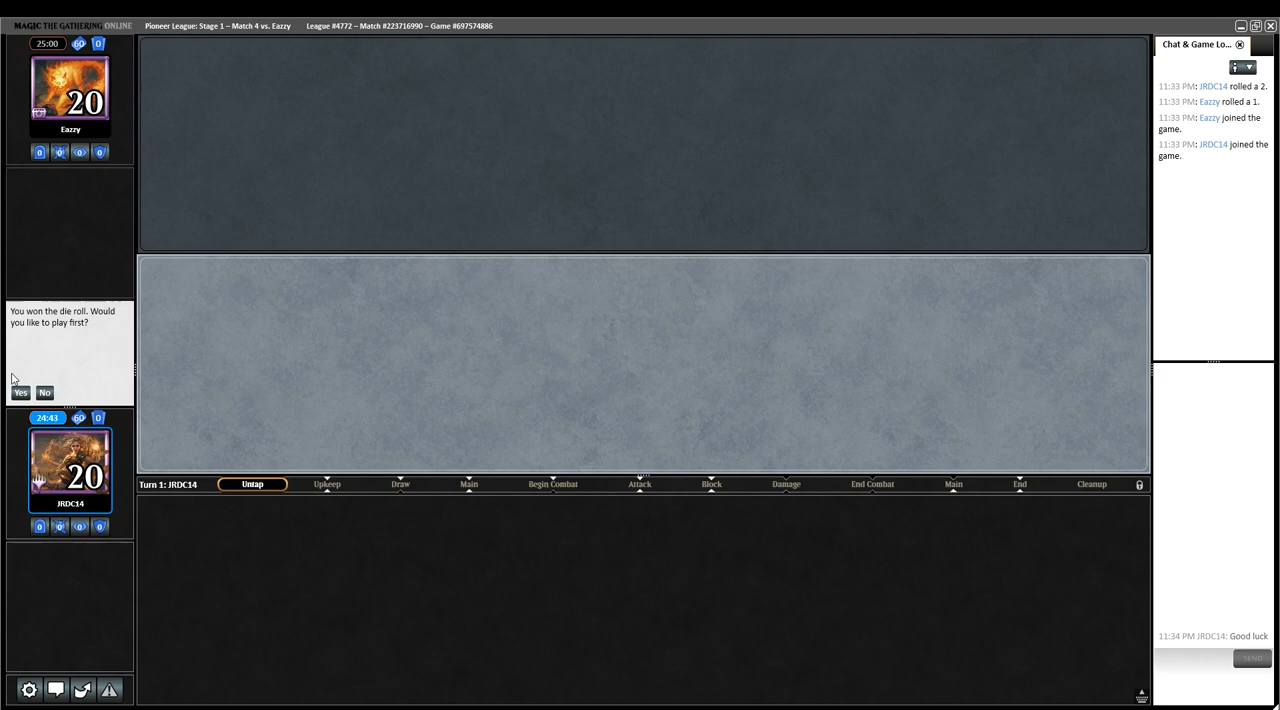 MAGIC THE GATHERING ONLINE
Pioneer League: Stage 1 – Match 4 vs. Eazzy League #4772 – Match #223716990 – Game #697574886
25:00 60 0
20
Eazzy
0 0 0 0
You won the die roll. Would
you like to play first?
Yes No
24:43 60 0
20
JRDC14
0 0 0 0
Turn 1: JRDC14 Untap Upkeep Draw Main Begin Combat Attack Block Damage End Combat Main End Cleanup
Chat & Game Lo...
11:33 PM: JRDC14 rolled a 2.
11:33 PM: Eazzy rolled a 1.
11:33 PM: Eazzy joined the
game.
11:33 PM: JRDC14 joined the
game.
11:34 PM JRDC14: Good luck
SEND